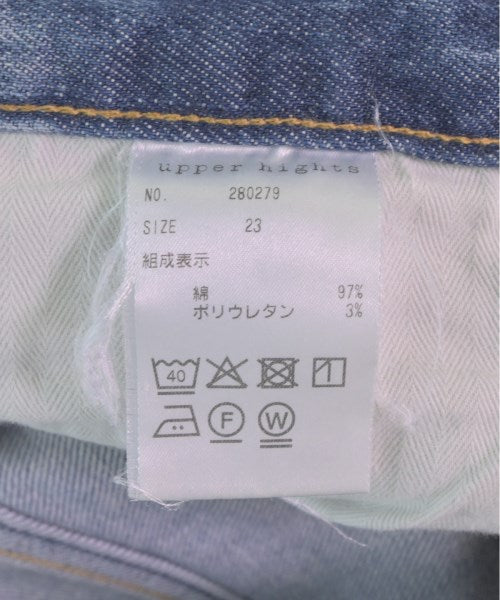 upper hights
NO. 280279
SIZE 23
組成表示
綿 97%
ポリウレタン 3%
40
F W